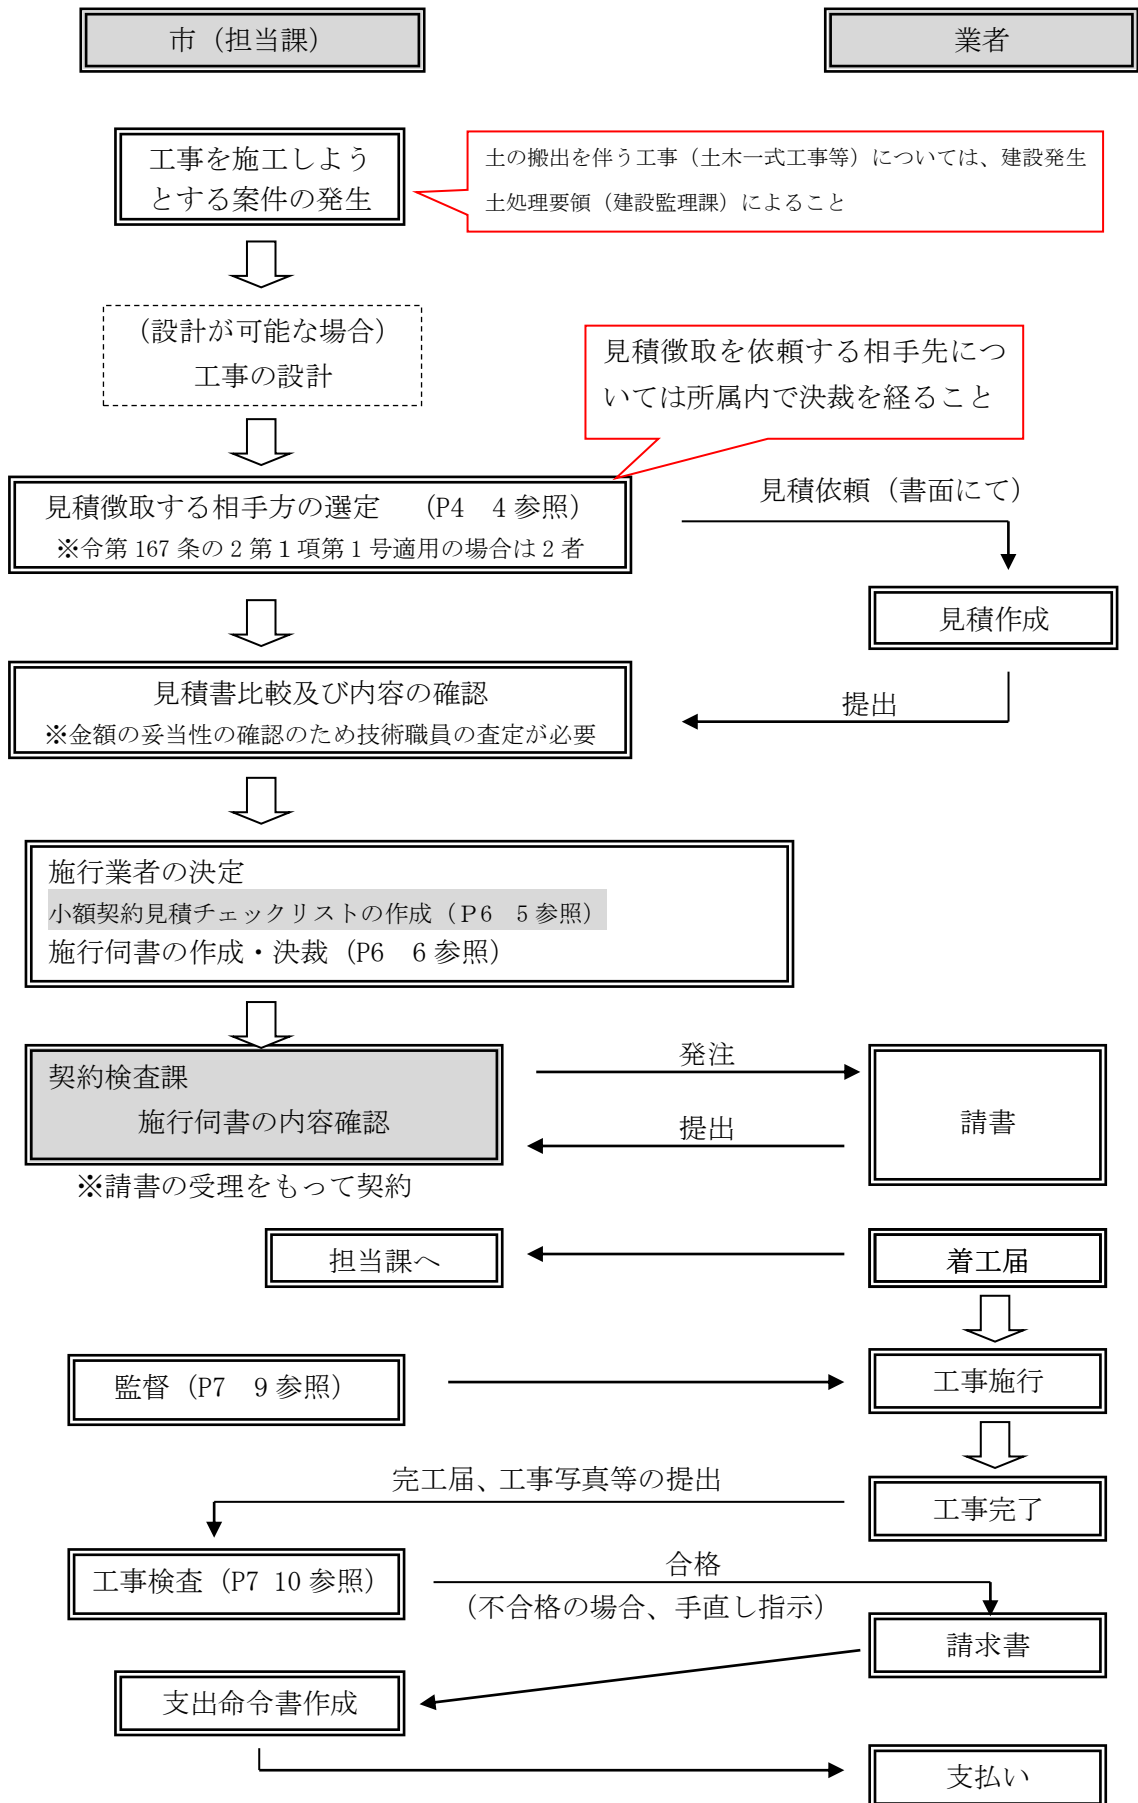 市（担当課）
業者
工事を施工しよう
とする案件の発生
土の搬出を伴う工事（土木一式工事等）については、建設発生
土処理要領（建設監理課）によること
（設計が可能な場合）
工事の設計
見積徴取を依頼する相手先につ
いては所属内で決裁を経ること
見積徴取する相手方の選定　（P4　4 参照）
※令第 167 条の 2 第 1 項第 1 号適用の場合は 2 者
見積依頼（書面にて）
見積作成
見積書比較及び内容の確認
※金額の妥当性の確認のため技術職員の査定が必要
提出
施行業者の決定
小額契約見積チェックリストの作成（P6　5 参照）
施行伺書の作成・決裁（P6　6 参照）
契約検査課
施行伺書の内容確認
発注
提出
請書
※請書の受理をもって契約
担当課へ
着工届
監督（P7　9 参照）
工事施行
完工届、工事写真等の提出
工事完了
工事検査（P7 10 参照）
合格
（不合格の場合、手直し指示）
請求書
支出命令書作成
支払い